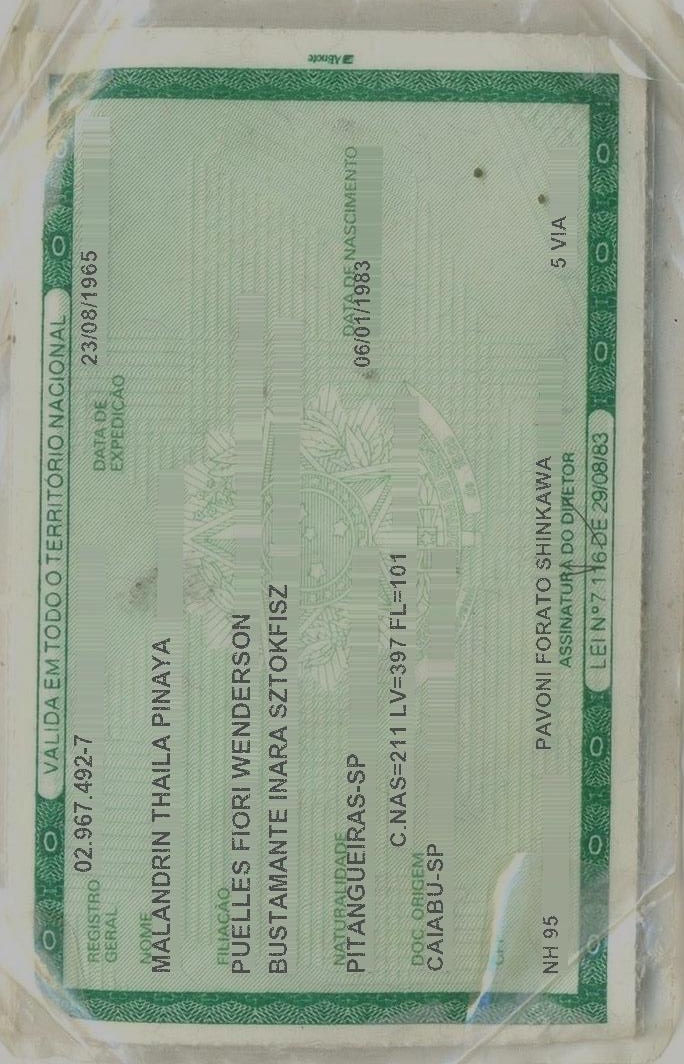 VALIDA EM TODO O TERRITÓRIO NACIONAL
REGISTRO GERAL 02.967.492-7 DATA DE EXPEDIÇÃO 23/08/1965
NOME
MALANDRIN THAILA PINAYA
FILIAÇÃO
PUELLES FIORI WENDERSON
BUSTAMANTE INARA SZTOKFISZ
NATURALIDADE DATA DE NASCIMENTO
PITANGUEIRAS-SP 06/01/1983
DOC ORIGEM C.NAS=211 LV=397 FL=101
CAIABU-SP
NH 95 PAVONI FORATO SHINKAWA 5 VIA
ASSINATURA DO DIRETOR
LEI Nº 7.116 DE 29/08/83